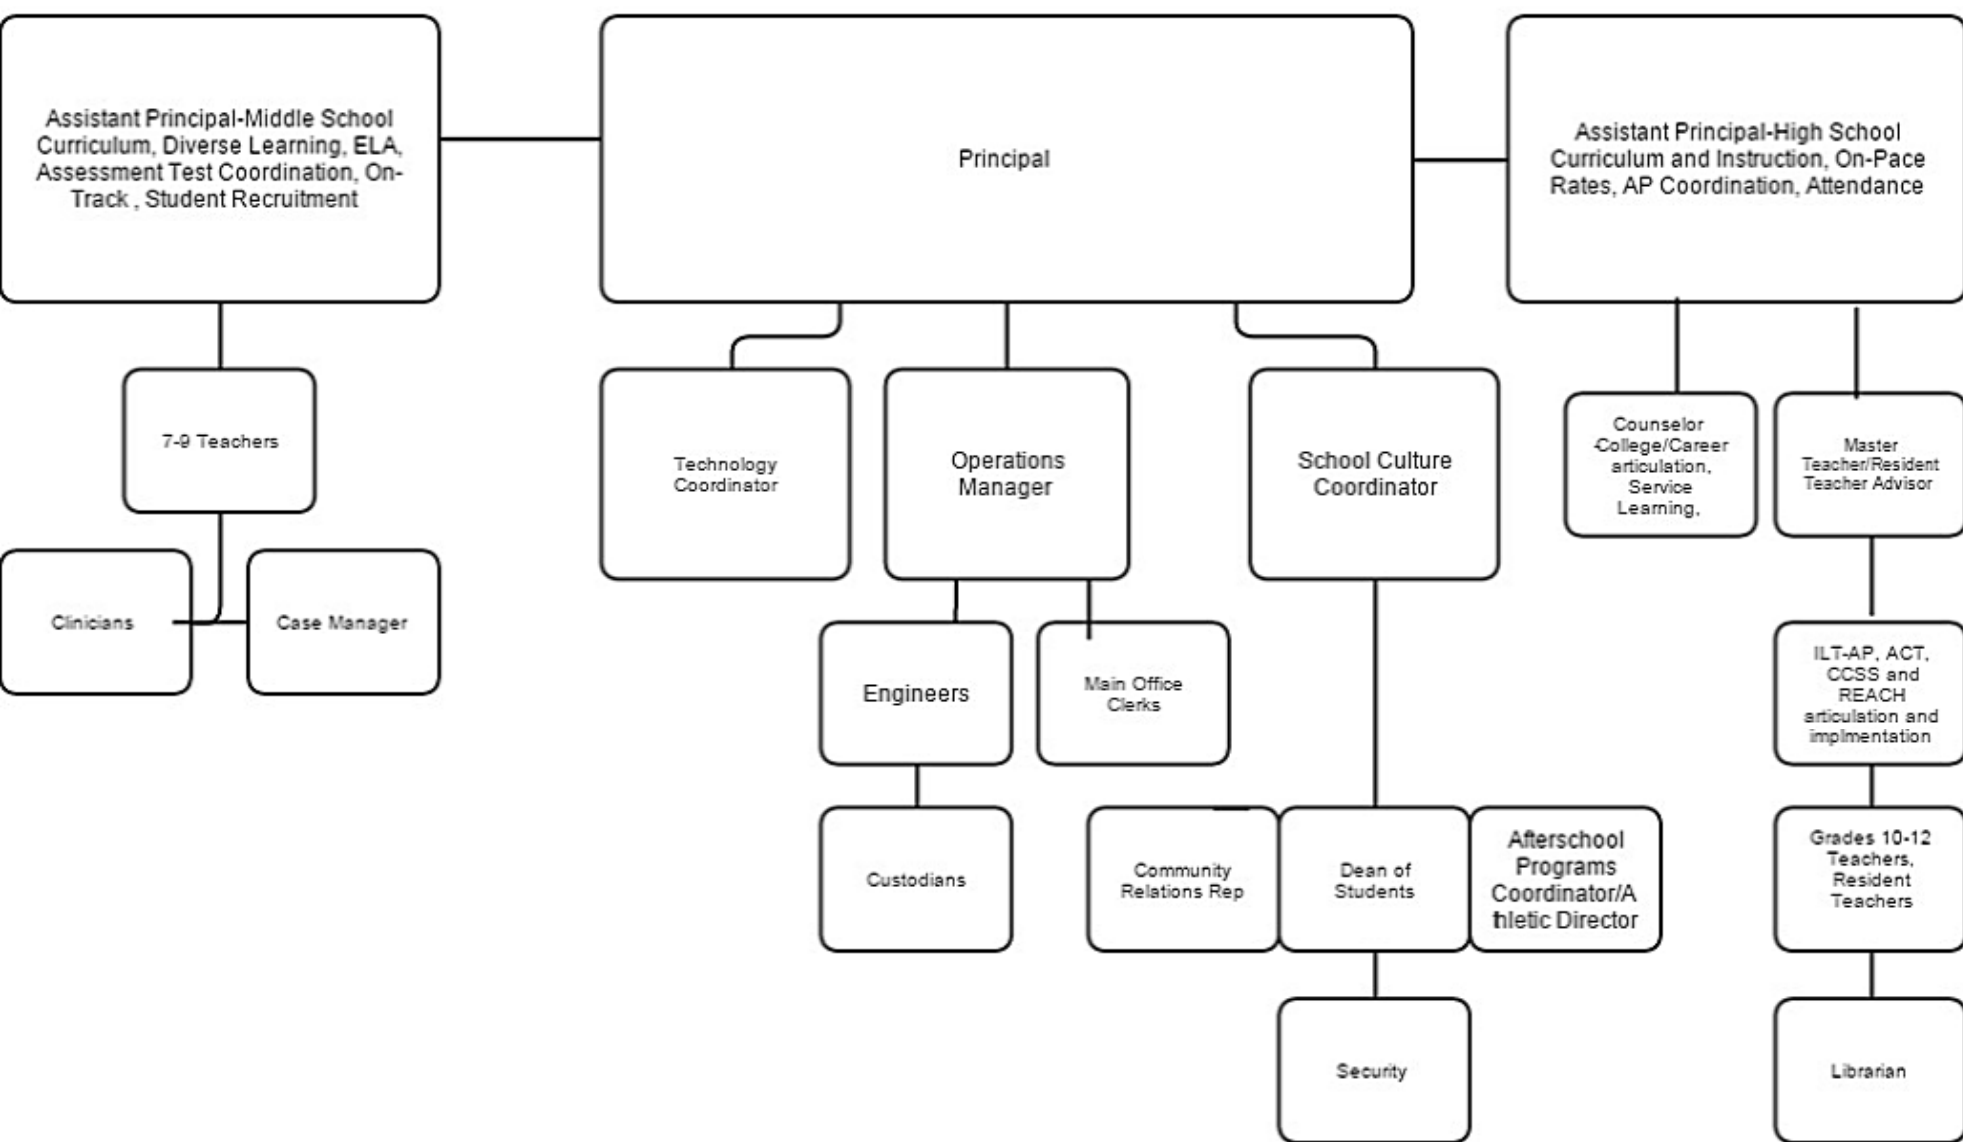 Assistant Principal-Middle School
Curriculum, Diverse Learning, ELA,
Assessment Test Coordination, On-
Track , Student Recruitment
Principal
Assistant Principal-High School
Curriculum and Instruction, On-Pace
Rates, AP Coordination, Attendance
7-9 Teachers
Technology
Coordinator
Operations
Manager
School Culture
Coordinator
Counselor
-College/Career
articulation,
Service
Learning,
Master
Teacher/Resident
Teacher Advisor
Clinicians
Case Manager
Engineers
Main Office
Clerks
ILT-AP, ACT,
CCSS and
REACH
articulation and
implmentation
Custodians
Community
Relations Rep
Dean of
Students
Afterschool
Programs
Coordinator/A
thletic Director
Grades 10-12
Teachers,
Resident
Teachers
Security
Librarian